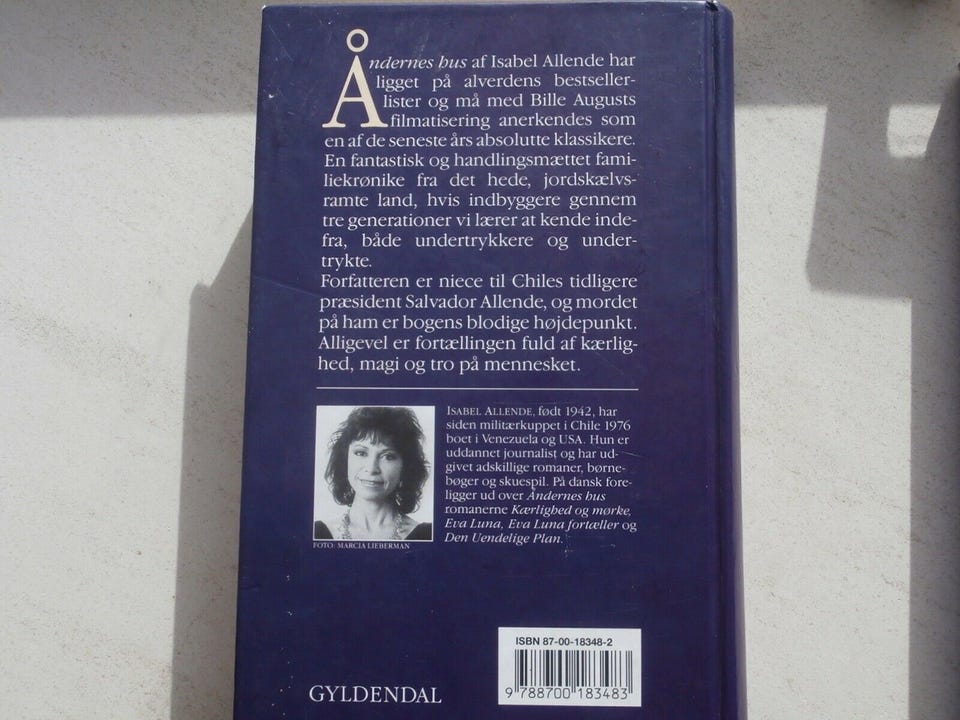 Åndernes hus af Isabel Allende har
ligget på alverdens bestseller-
lister og må med Bille Augusts
filmatisering anerkendes som
en af de seneste års absolutte klassikere.
En fantastisk og handlingsmættet fami-
liekrønike fra det hede, jordskælvs-
ramte land, hvis indbyggere gennem
tre generationer vi lærer at kende inde-
fra, både undertrykkere og under-
trykte.
Forfatteren er niece til Chiles tidligere
præsident Salvador Allende, og mordet
på ham er bogens blodige højdepunkt.
Alligevel er fortællingen fuld af kærlig-
hed, magi og tro på mennesket.
ISABEL ALLENDE, født 1942, har
siden militærkuppet i Chile 1976
boet i Venezuela og USA. Hun er
uddannet journalist og har ud-
givet adskillige romaner, børne-
bøger og skuespil. På dansk fore-
ligger ud over Åndernes hus
romanerne Kærlighed og mørke,
Eva Luna, Eva Luna fortæller og
Den Uendelige Plan.
FOTO: MARCIA LIEBERMAN
ISBN 87-00-18348-2
9 788700 183483
GYLDENDAL